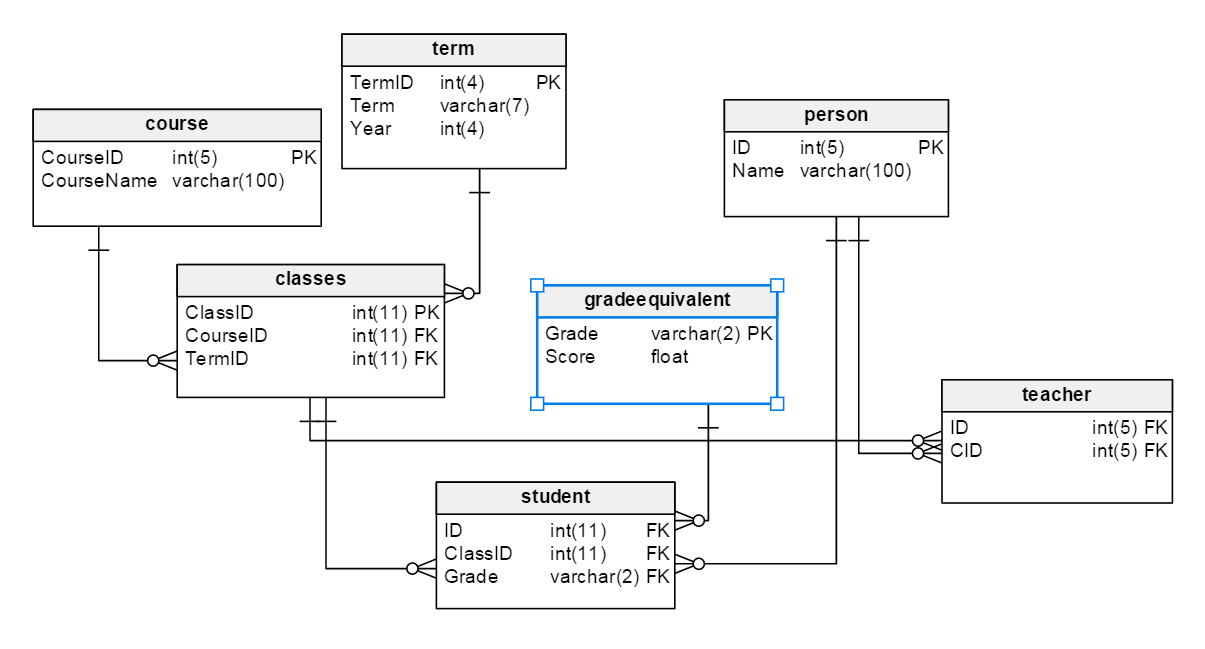 term
TermID int(4) PK
Term varchar(7)
Year int(4)
course
CourseID int(5) PK
CourseName varchar(100)
person
ID int(5) PK
Name varchar(100)
classes
ClassID int(11) PK
CourseID int(11) FK
TermID int(11) FK
gradeequivalent
Grade varchar(2) PK
Score float
teacher
ID int(5) FK
CID int(5) FK
student
ID int(11) FK
ClassID int(11) FK
Grade varchar(2) FK